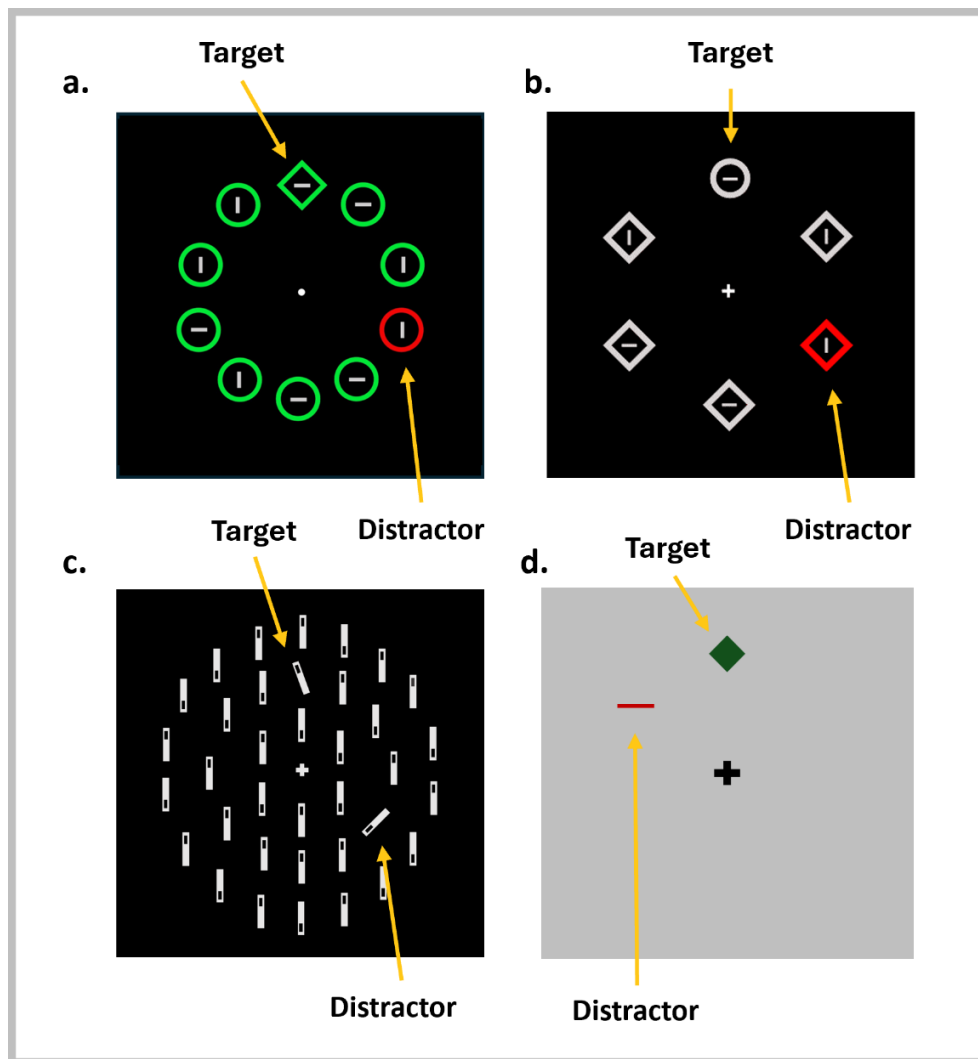 Target
a.
Distractor
Target
b.
Distractor
Target
c.
Distractor
Target
d.
Distractor